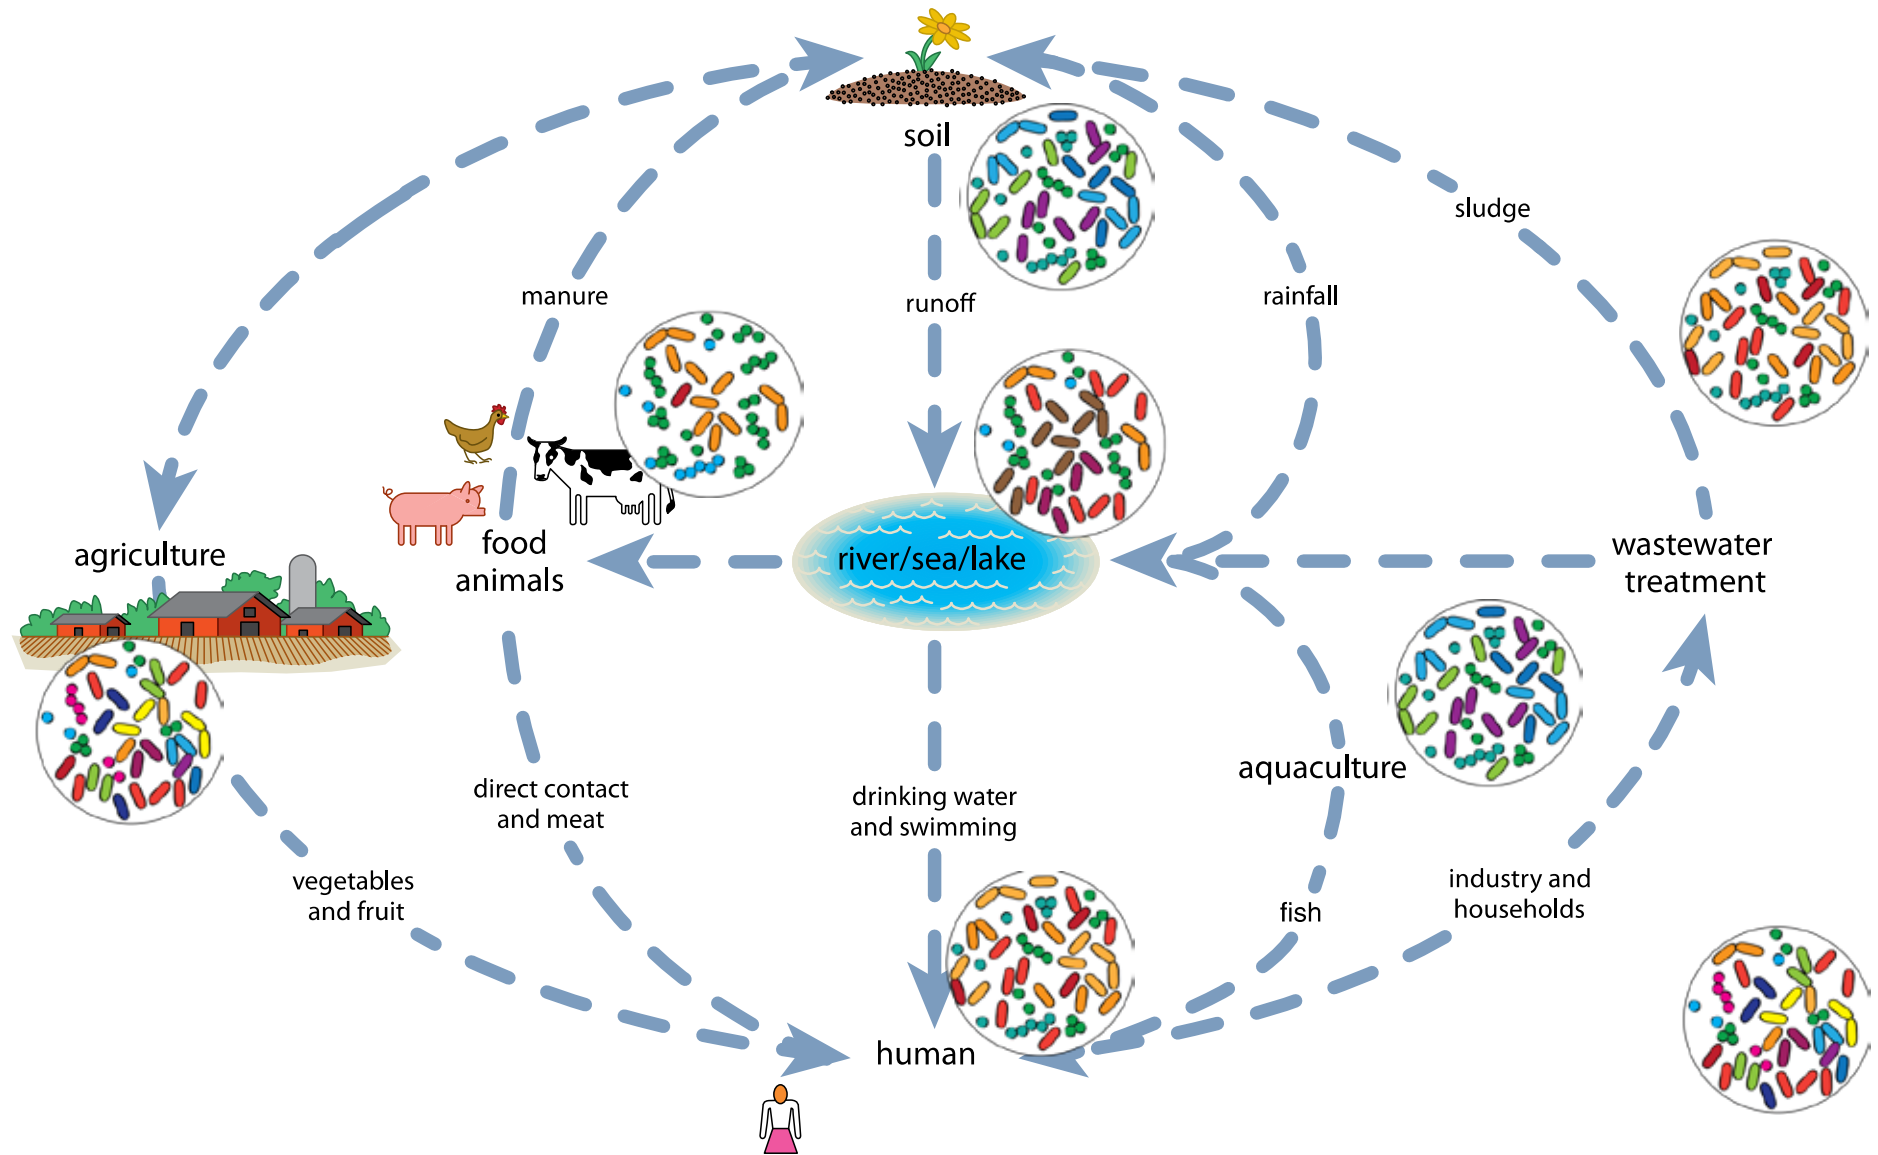 soil
sludge
manure
runoff
rainfall
agriculture
food
animals
river/sea/lake
wastewater
treatment
aquaculture
direct contact
and meat
drinking water
and swimming
vegetables
and fruit
industry and
households
fish
human